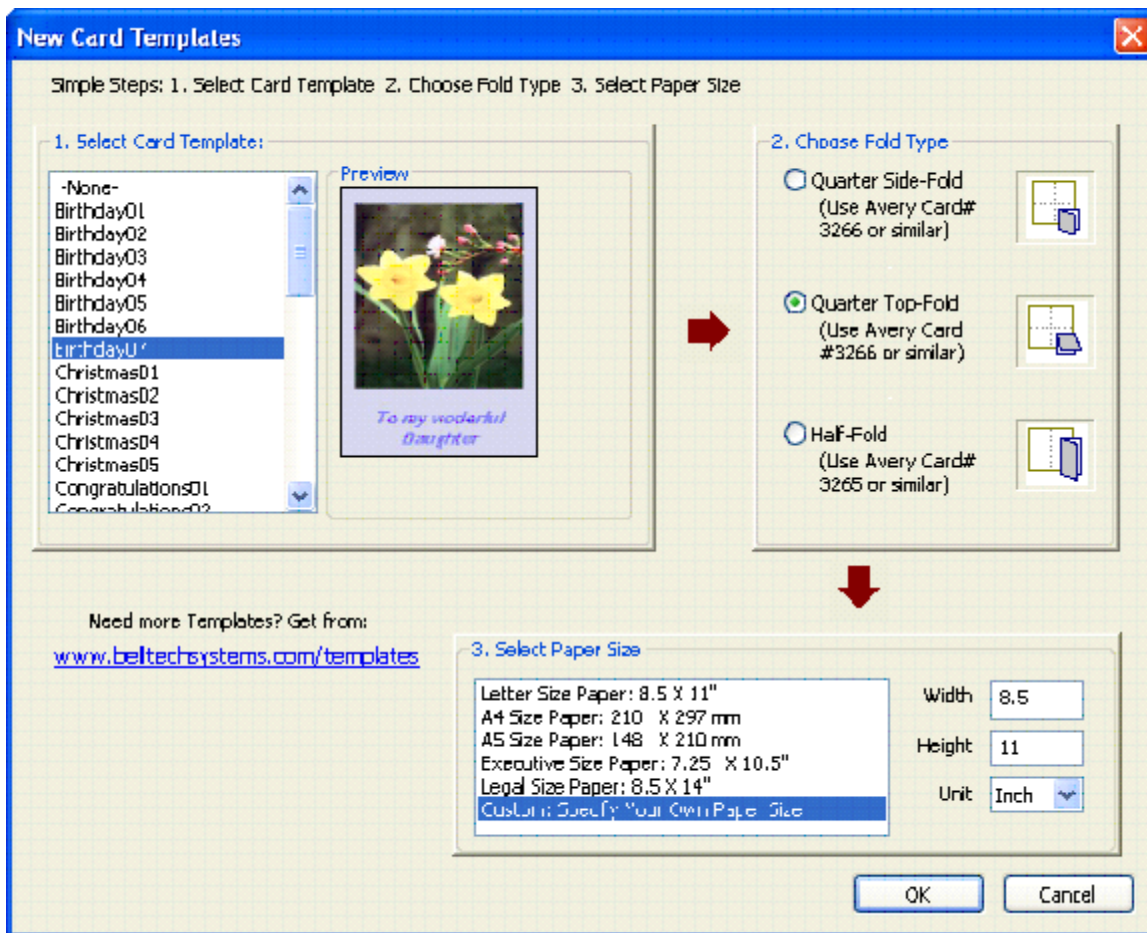 New Card Templates
Simple Steps: 1. Select Card Template 2. Choose Fold Type 3. Select Paper Size
1. Select Card Template:
-None-
Birthday01
Birthday02
Birthday03
Birthday04
Birthday05
Birthday06
Birthday07
Christmas01
Christmas02
Christmas03
Christmas04
Christmas05
Congratulations01
Congratulations02
Preview
To my woderful
Daughter
2. Choose Fold Type
Quarter Side-Fold
(Use Avery Card#
3266 or similar)
Quarter Top-Fold
(Use Avery Card
#3266 or similar)
Half-Fold
(Use Avery Card#
3265 or similar)
Need more Templates? Get from:
www.belltechsystems.com/templates
3. Select Paper Size
Letter Size Paper: 8.5 X 11"
A4 Size Paper: 210 X 297 mm
A5 Size Paper: 148 X 210 mm
Executive Size Paper: 7.25 X 10.5"
Legal Size Paper: 8.5 X 14"
Custom: Specify Your Own Paper Size
Width 8.5
Height 11
Unit Inch
OK Cancel